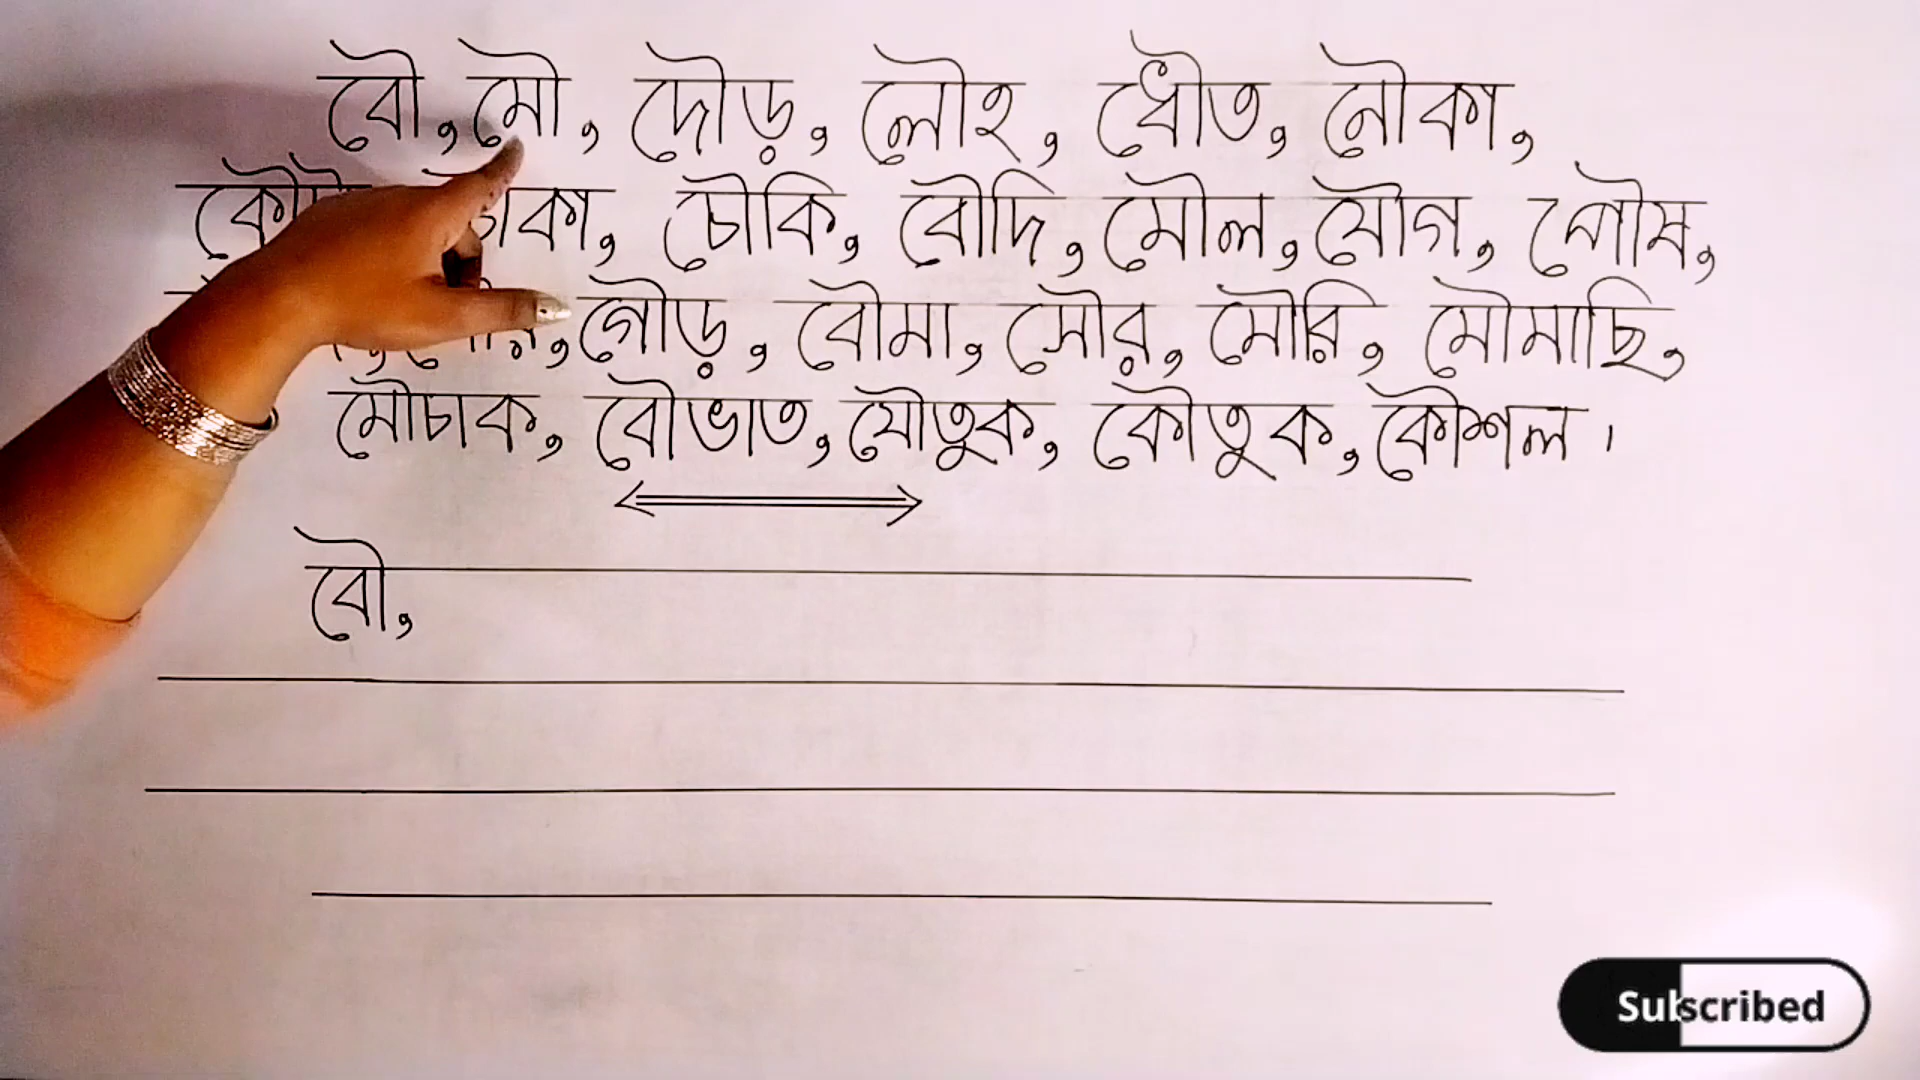 বৌ, মৌ, দৌড়, লৌহ, ধৌত, নৌকা,
চৌকি, বৌদি, মৌল, যৌগ, পৌষ,
গৌড়, বৌমা, সৌর, মৌরি, মৌমাছি,
মৌচাক, বৌভাত, যৌতুক, কৌতুক, কৌশল।
বৌ,
Subscribed